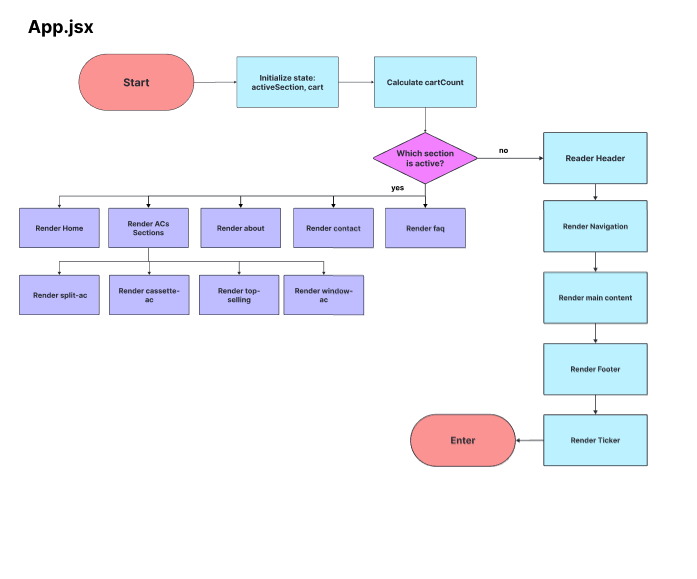 App.jsx
Start
Initialize state:
activeSection, cart
Calculate cartCount
Which section
is active?
no
Reader Header
yes
Render Home
Render ACs
Sections
Render about
Render contact
Render faq
Render Navigation
Render split-ac
Render cassette-
ac
Render top-
selling
Render window-
ac
Render main content
Render Footer
Enter
Render Ticker